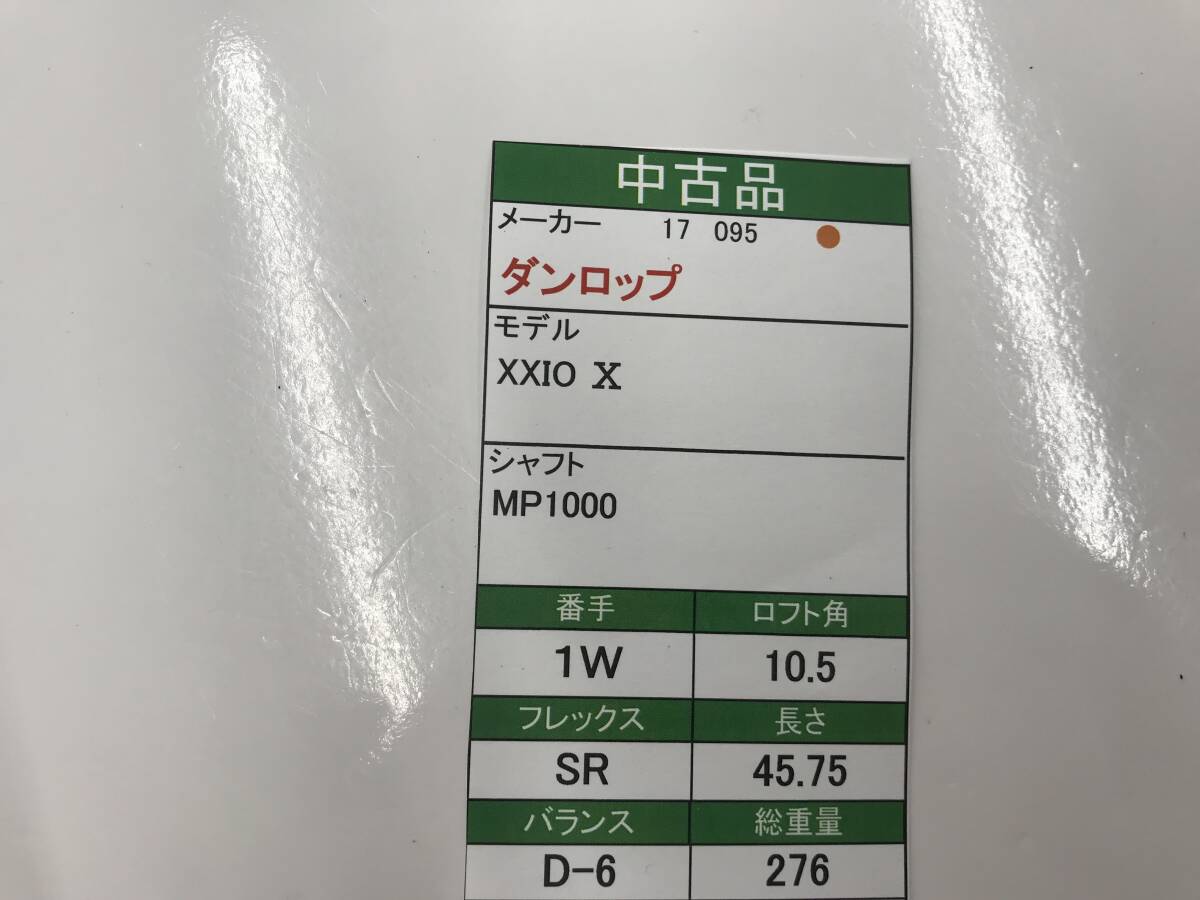 中古品
メーカー 17 095
ダンロップ
モデル
XXIO X
シャフト
MP1000
番手 ロフト角
1W 10.5
フレックス 長さ
SR 45.75
バランス 総重量
D-6 276